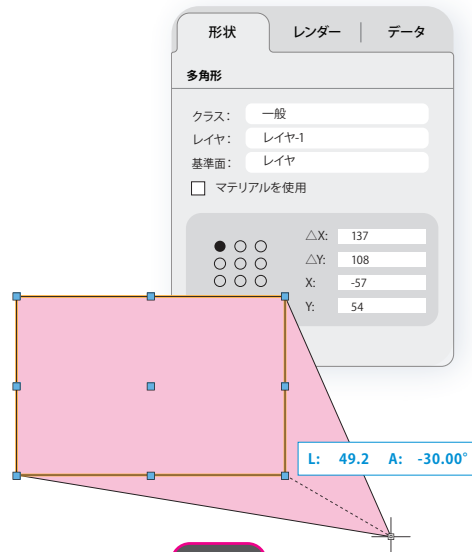 形状 レンダー データ
多角形
クラス： 一般
レイヤ： レイヤ-1
基準面： レイヤ
マテリアルを使用
△X: 137
△Y: 108
X: -57
Y: 54
L: 49.2 A: -30.00°